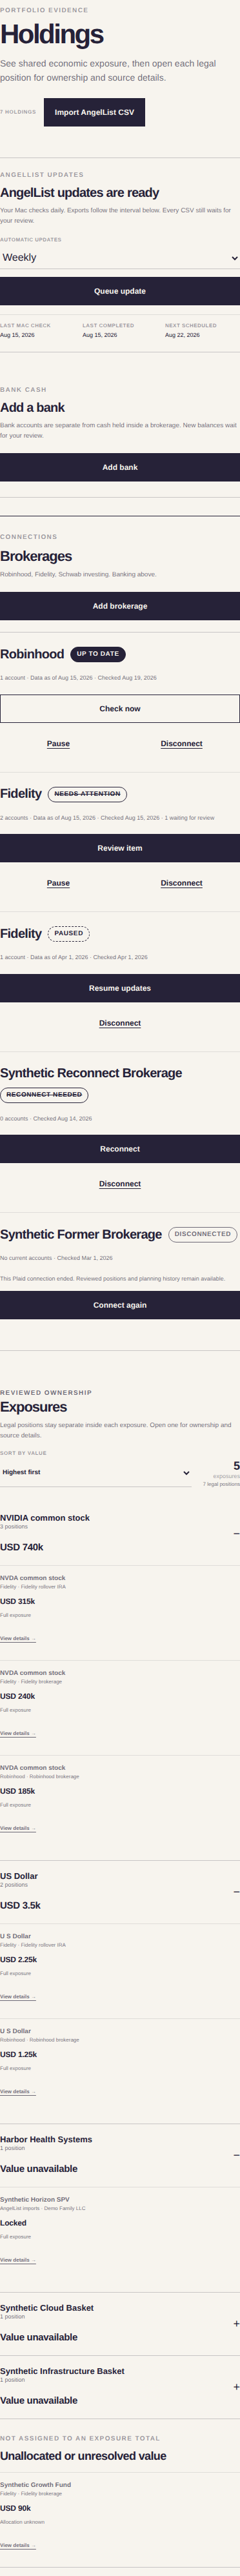 PORTFOLIO EVIDENCE
Holdings
See shared economic exposure, then open each legal
position for ownership and source details.
7 HOLDINGS
Import AngelList CSV
ANGELLIST UPDATES
AngelList updates are ready
Your Mac checks daily. Exports follow the interval below. Every CSV still waits for
your review.
AUTOMATIC UPDATES
Weekly
Queue update
LAST MAC CHECK LAST COMPLETED NEXT SCHEDULED
Aug 15, 2026 Aug 15, 2026 Aug 22, 2026
BANK CASH
Add a bank
Bank accounts are separate from cash held inside a brokerage. New balances wait
for your review.
Add bank
CONNECTIONS
Brokerages
Robinhood, Fidelity, Schwab investing. Banking above.
Add brokerage
Robinhood UP TO DATE
1 account · Data as of Aug 15, 2026 · Checked Aug 19, 2026
Check now
Pause Disconnect
Fidelity NEEDS ATTENTION
2 accounts · Data as of Aug 15, 2026 · Checked Aug 15, 2026 · 1 waiting for review
Review item
Pause Disconnect
Fidelity PAUSED
1 account · Data as of Apr 1, 2026 · Checked Apr 1, 2026
Resume updates
Disconnect
Synthetic Reconnect Brokerage
RECONNECT NEEDED
0 accounts · Checked Aug 14, 2026
Reconnect
Disconnect
Synthetic Former Brokerage DISCONNECTED
No current accounts · Checked Mar 1, 2026
This Plaid connection ended. Reviewed positions and planning history remain available.
Connect again
REVIEWED OWNERSHIP
Exposures
Legal positions stay separate inside each exposure. Open one for ownership and
source details.
SORT BY VALUE
Highest first
5
exposures
7 legal positions
NVIDIA common stock
3 positions
USD 740k
NVDA common stock
Fidelity · Fidelity rollover IRA
USD 315k
Full exposure
View details →
NVDA common stock
Fidelity · Fidelity brokerage
USD 240k
Full exposure
View details →
NVDA common stock
Robinhood · Robinhood brokerage
USD 185k
Full exposure
View details →
US Dollar
2 positions
USD 3.5k
U S Dollar
Fidelity · Fidelity rollover IRA
USD 2.25k
Full exposure
View details →
U S Dollar
Robinhood · Robinhood brokerage
USD 1.25k
Full exposure
View details →
Harbor Health Systems
1 position
Value unavailable
Synthetic Horizon SPV
AngelList imports · Demo Family LLC
Locked
Full exposure
View details →
Synthetic Cloud Basket
1 position
Value unavailable
Synthetic Infrastructure Basket
1 position
Value unavailable
NOT ASSIGNED TO AN EXPOSURE TOTAL
Unallocated or unresolved value
Synthetic Growth Fund
Fidelity · Fidelity brokerage
USD 90k
Allocation unknown
View details →